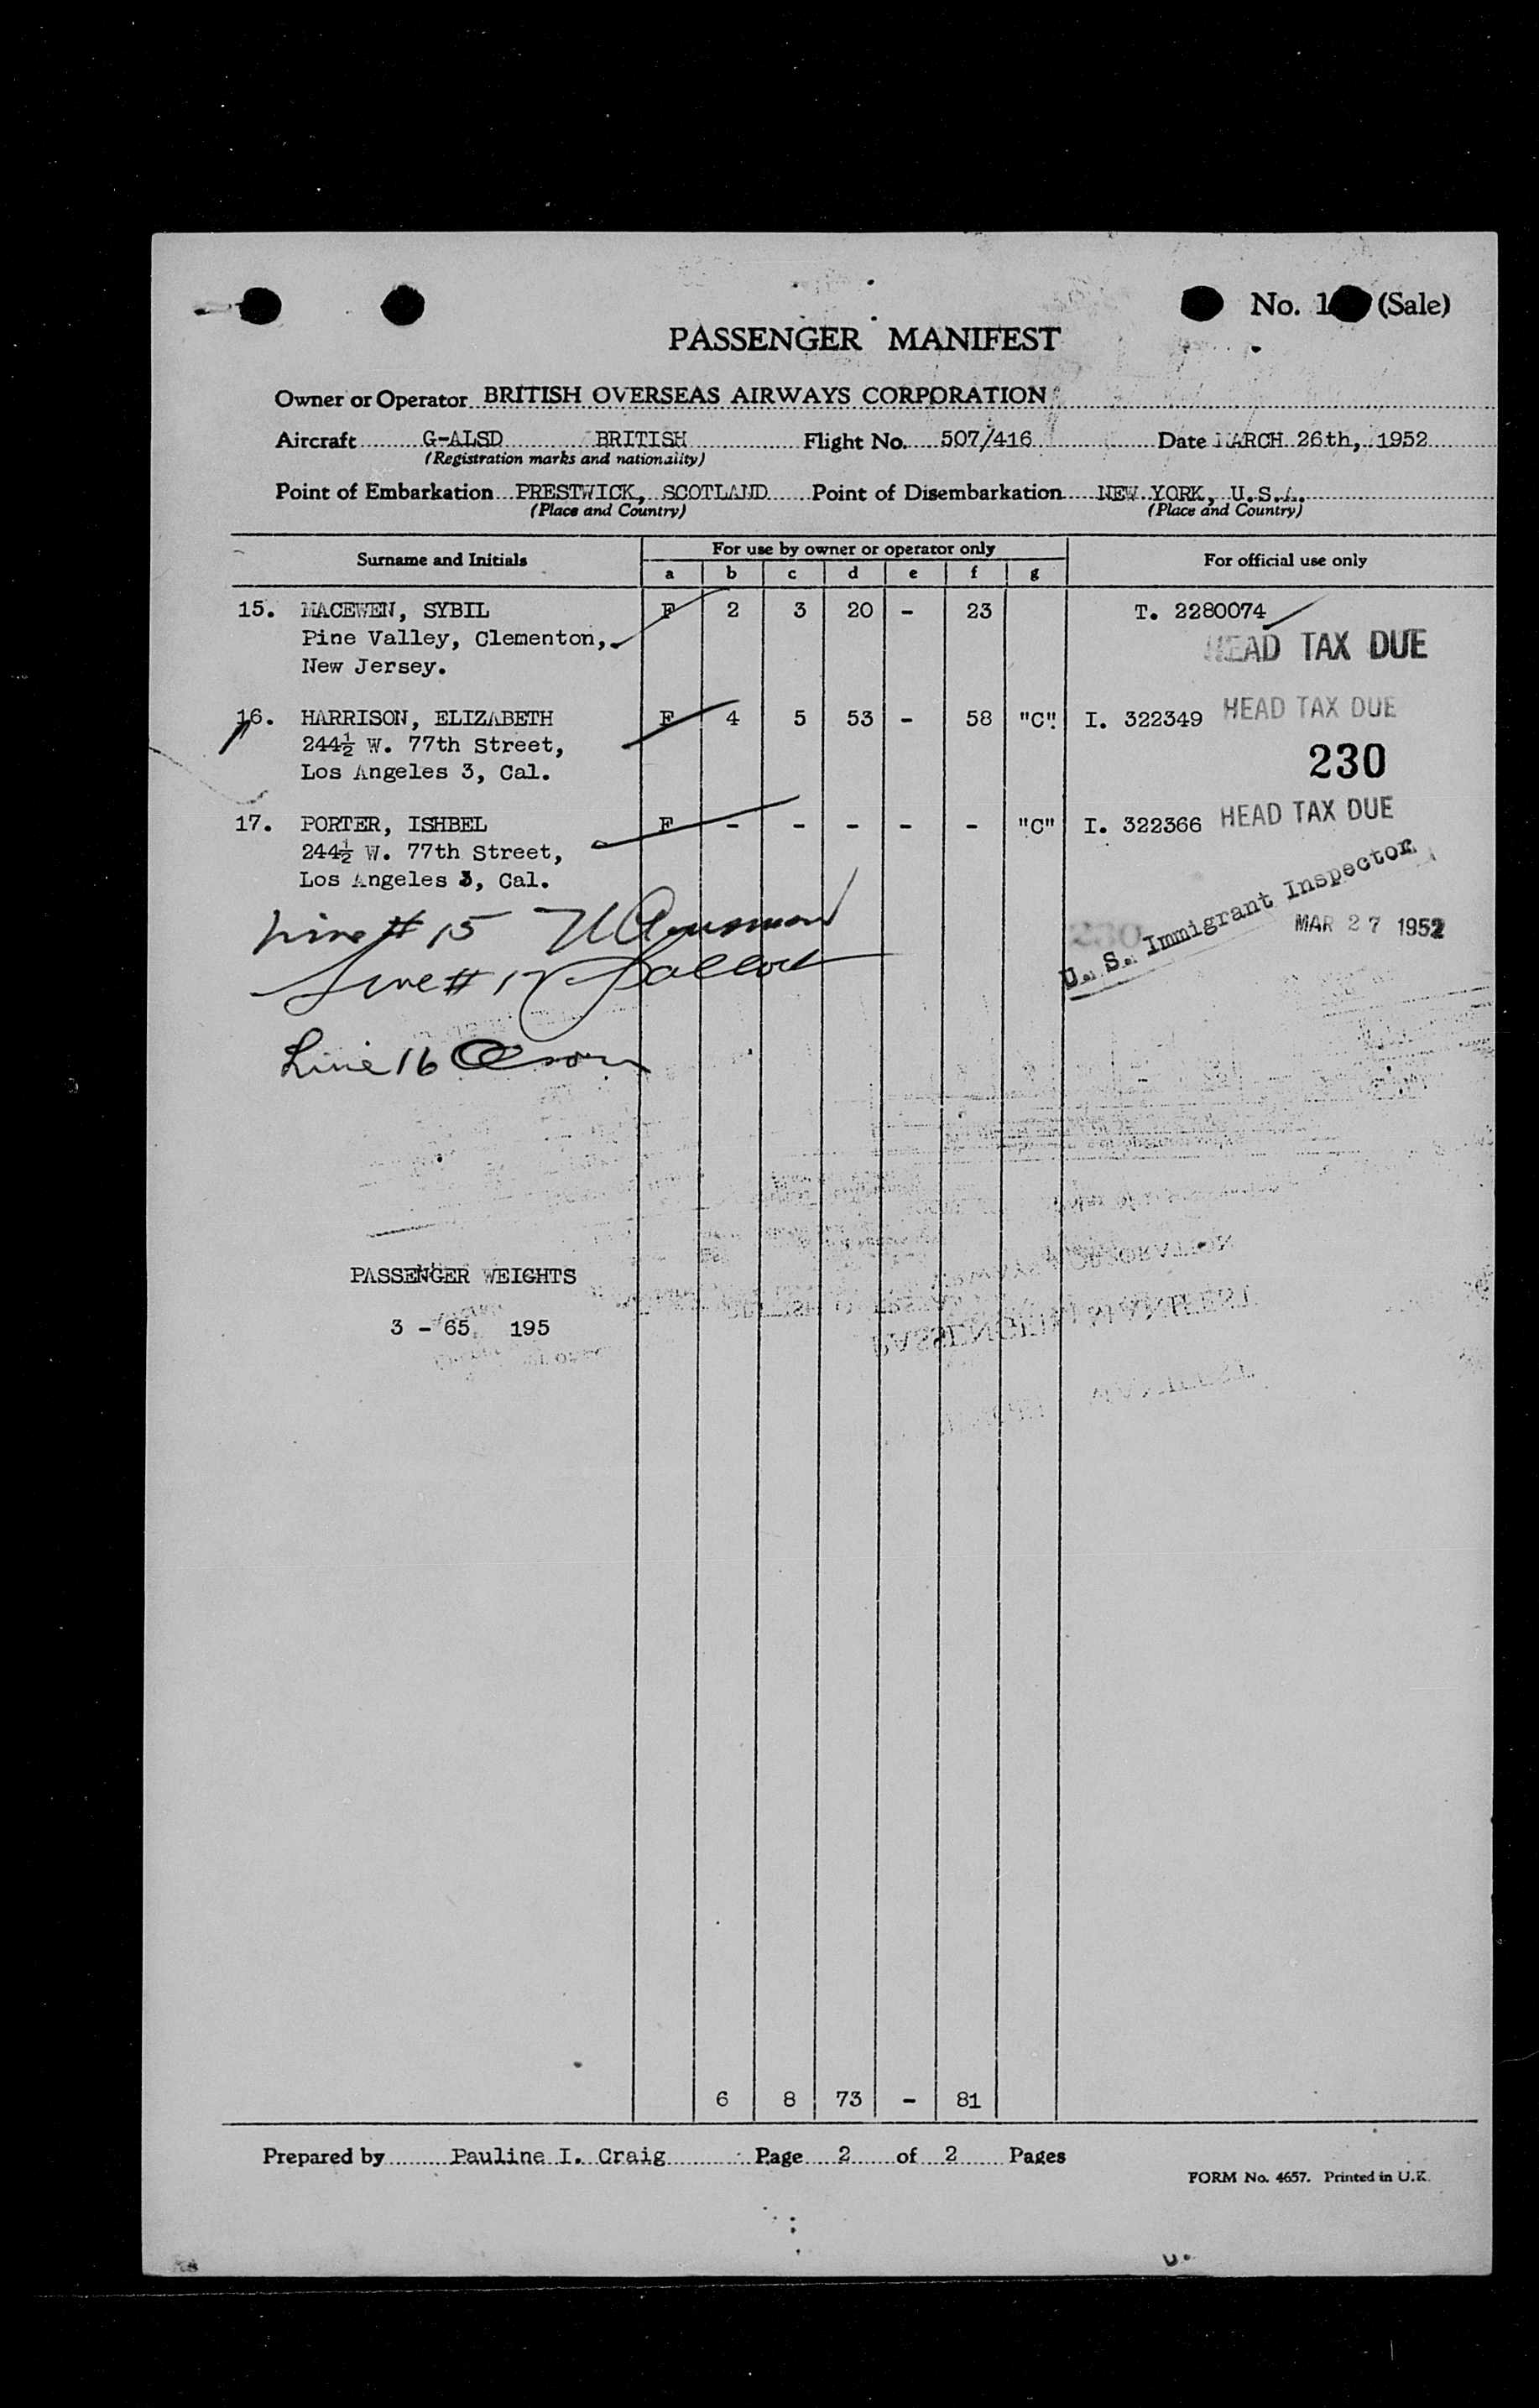 No. 1 (Sale)
PASSENGER MANIFEST
Owner or Operator BRITISH OVERSEAS AIRWAYS CORPORATION
Aircraft G-ALSD BRITISH Flight No. 507/416 Date MARCH 26th, 1952
(Registration marks and nationality)
Point of Embarkation PRESTWICK, SCOTLAND Point of Disembarkation NEW YORK, U.S.A.
(Place and Country) (Place and Country)
Surname and Initials For use by owner or operator only For official use only
a b c d e f g
15. MACEWEN, SYBIL F 2 3 20 - 23 T. 2280074
Pine Valley, Clementon, HEAD TAX DUE
New Jersey.
16. HARRISON, ELIZABETH F 4 5 53 - 58 "C" I. 322349 HEAD TAX DUE
244½ W. 77th Street, 230
Los Angeles 3, Cal.
17. PORTER, ISHBEL F - - - - - "C" I. 322366 HEAD TAX DUE
244½ W. 77th Street,
Los Angeles 3, Cal.
U. S. Immigrant Inspector
230 MAR 27 1952
Line # 15
Line # 17
Line 16
PASSENGER WEIGHTS
3 - 65 195
6 8 73 - 81
Prepared by Pauline I. Craig Page 2 of 2 Pages
FORM No. 4657. Printed in U.K.